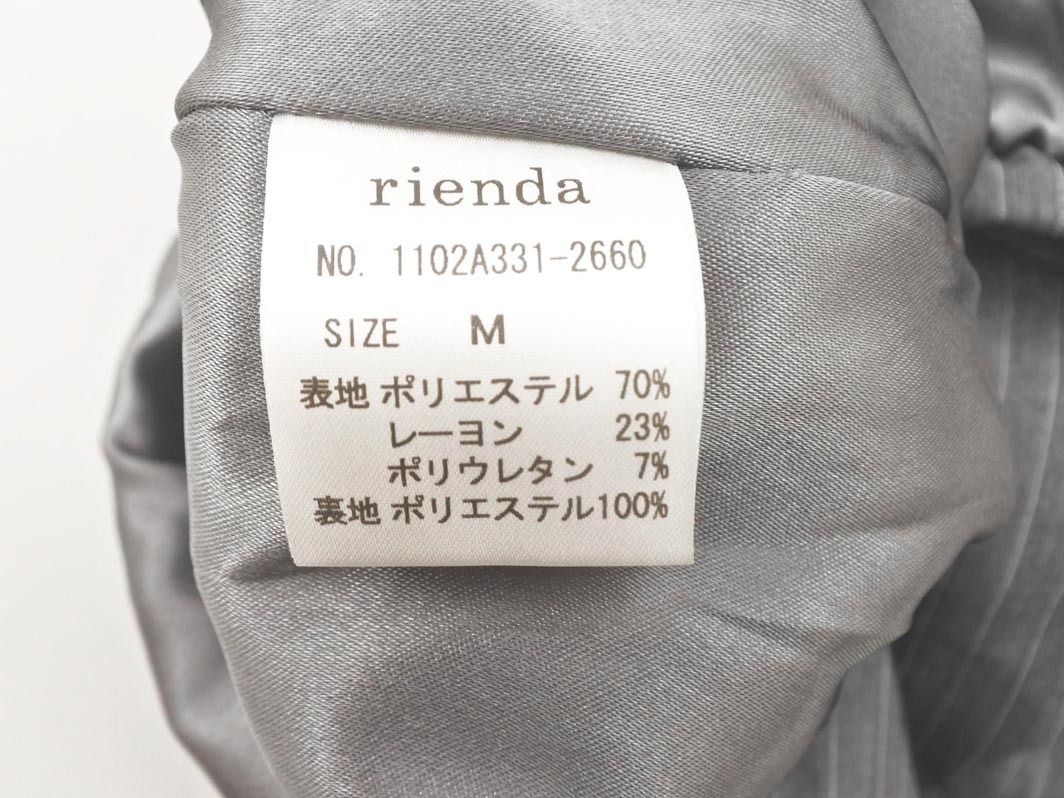 rienda
NO. 1102A331-2660
SIZE M
表地 ポリエステル 70%
レーヨン 23%
ポリウレタン 7%
裏地 ポリエステル100%